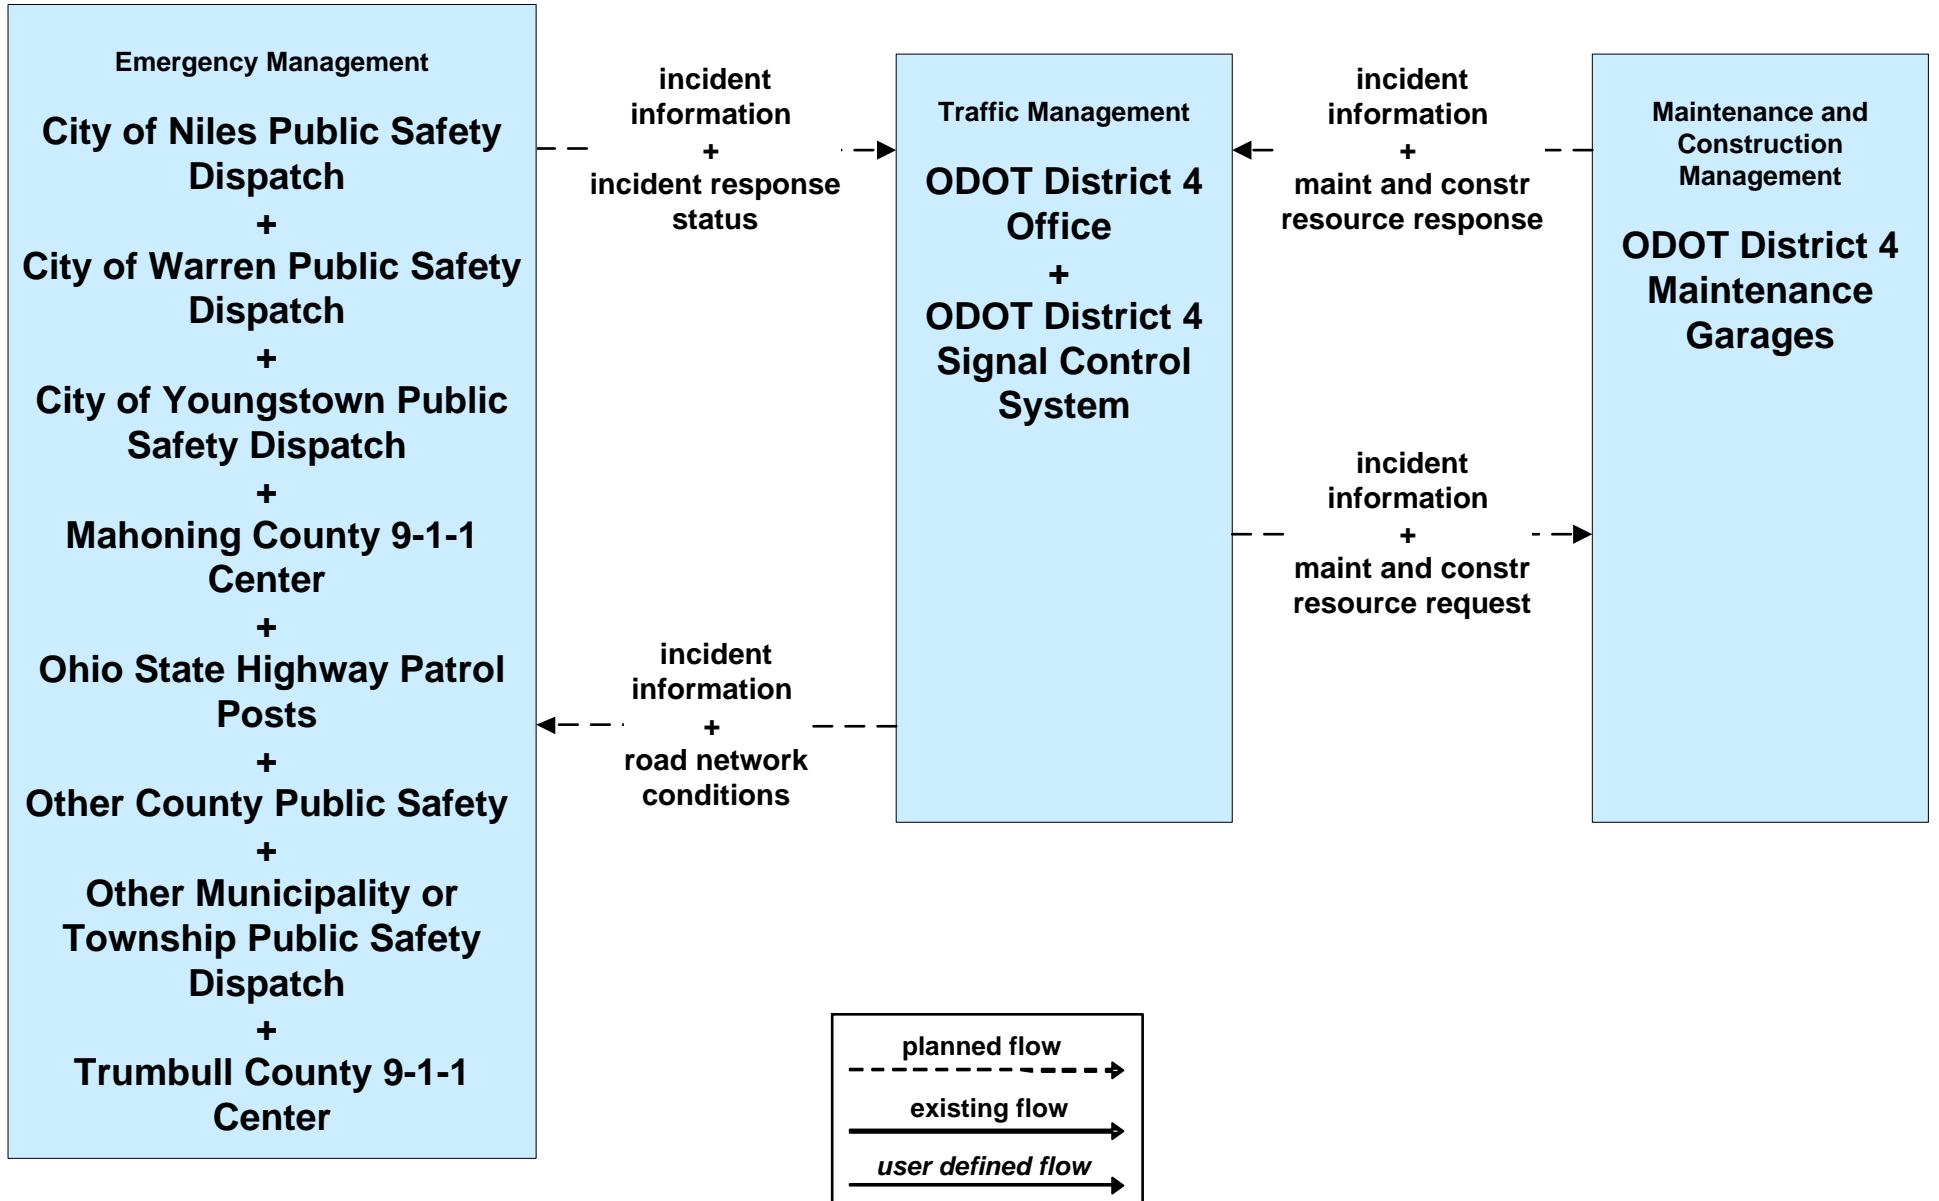 Emergency Management
City of Niles Public Safety
Dispatch
+
City of Warren Public Safety
Dispatch
+
City of Youngstown Public
Safety Dispatch
+
Mahoning County 9-1-1
Center
+
Ohio State Highway Patrol
Posts
+
Other County Public Safety
+
Other Municipality or
Township Public Safety
Dispatch
+
Trumbull County 9-1-1
Center
incident
information
+
incident response
status
incident
information
+
road network
conditions
Traffic Management
ODOT District 4
Office
+
ODOT District 4
Signal Control
System
incident
information
+
maint and constr
resource response
incident
information
+
maint and constr
resource request
Maintenance and
Construction
Management
ODOT District 4
Maintenance
Garages
planned flow
existing flow
user defined flow